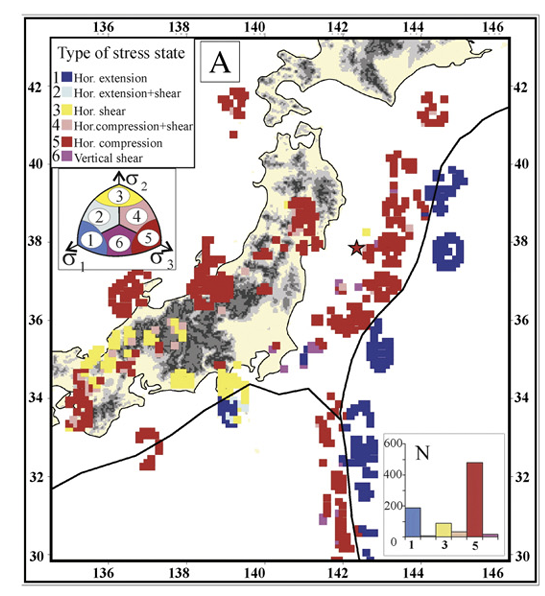 136 138 140 142 144 146
Type of stress state
A
1 Hor. extension
2 Hor. extension+shear
3 Hor. shear
4 Hor.compression+shear
5 Hor. compression
6 Vertical shear
42 42
40 40
σ2
3
2 4
1 6 5
σ1 σ3
38 38
36 36
34 34
600
N
400
32 32
200
0
1 3 5
30 30
136 138 140 142 144 146